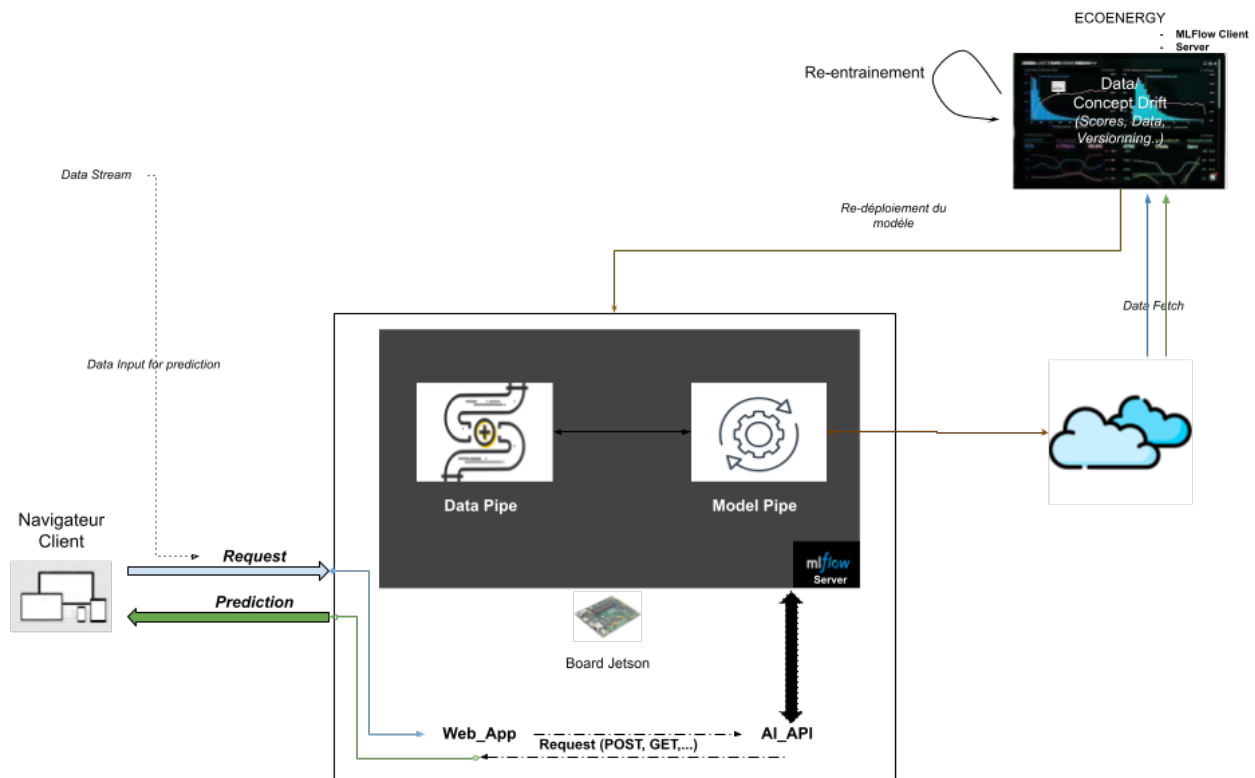 ECOENERGY
- MLFlow Client
- Server
Re-entrainement
Data/
Concept Drift
(Scores, Data,
Versionning..)
Data Stream
Re-déploiement du
modèle
Data Fetch
Data Input for prediction
Data Pipe
Model Pipe
Navigateur
Client
Request
mlflow
Server
Prediction
Board Jetson
Web_App
AI_API
Request (POST, GET,...)